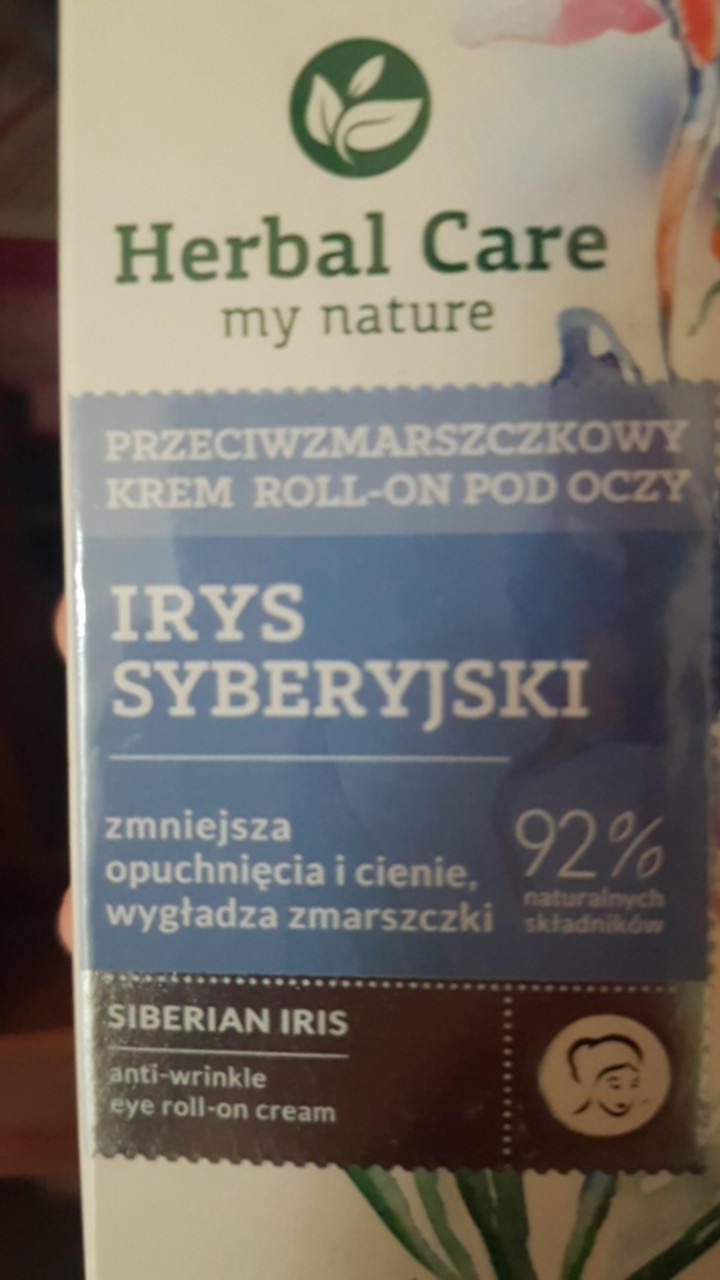 Herbal Care
my nature
PRZECIWZMARSZCZKOWY
KREM ROLL-ON POD OCZY
IRYS
SYBERYJSKI
zmniejsza
opuchnięcia i cienie,
wygładza zmarszczki
92%
naturalnych
składników
SIBERIAN IRIS
anti-wrinkle
eye roll-on cream